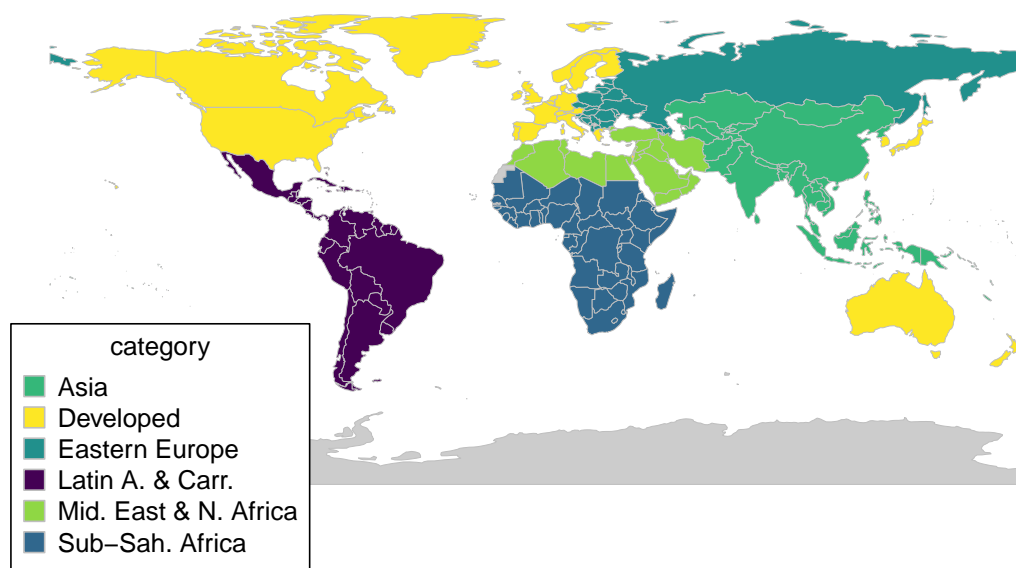 category
Asia
Developed
Eastern Europe
Latin A. & Carr.
Mid. East & N. Africa
Sub−Sah. Africa